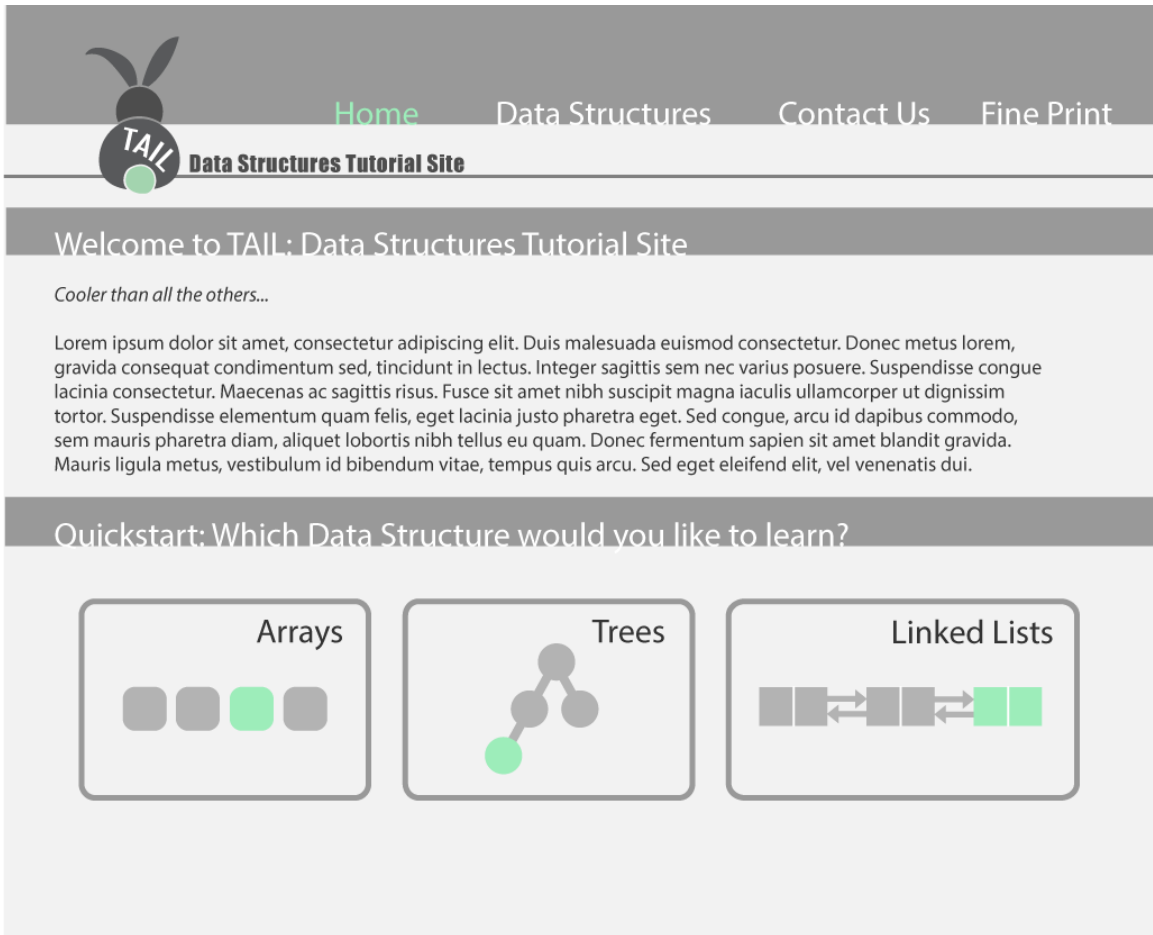 Home Data Structures Contact Us Fine Print
TAIL
Data Structures Tutorial Site
Welcome to TAIL: Data Structures Tutorial Site
Cooler than all the others...
Lorem ipsum dolor sit amet, consectetur adipiscing elit. Duis malesuada euismod consectetur. Donec metus lorem,
gravida consequat condimentum sed, tincidunt in lectus. Integer sagittis sem nec varius posuere. Suspendisse congue
lacinia consectetur. Maecenas ac sagittis risus. Fusce sit amet nibh suscipit magna iaculis ullamcorper ut dignissim
tortor. Suspendisse elementum quam felis, eget lacinia justo pharetra eget. Sed congue, arcu id dapibus commodo,
sem mauris pharetra diam, aliquet lobortis nibh tellus eu quam. Donec fermentum sapien sit amet blandit gravida.
Mauris ligula metus, vestibulum id bibendum vitae, tempus quis arcu. Sed eget eleifend elit, vel venenatis dui.
Quickstart: Which Data Structure would you like to learn?
Arrays
Trees
Linked Lists